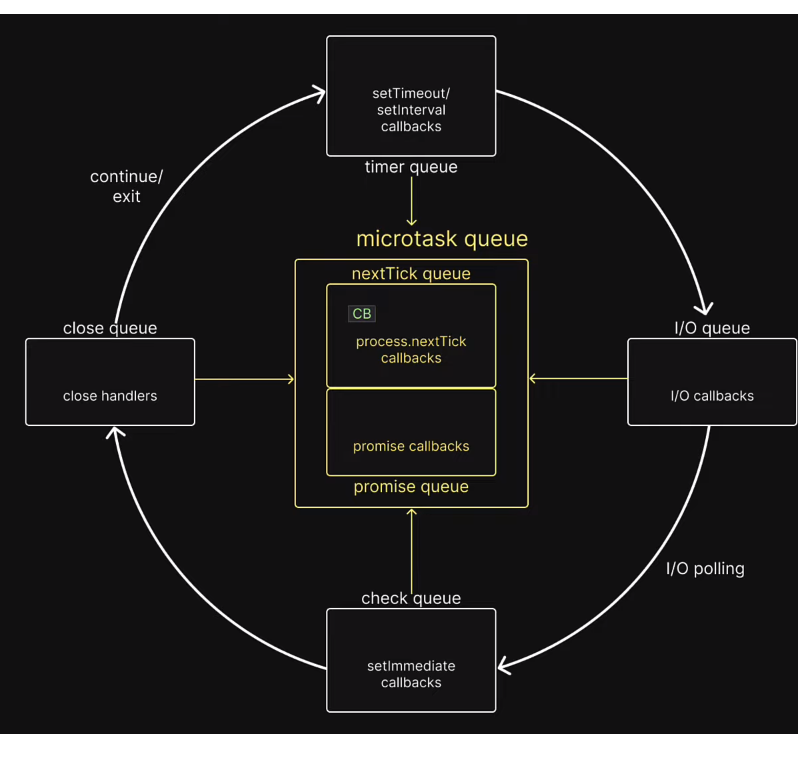 setTimeout/
setInterval
callbacks
timer queue
continue/
exit
microtask queue
nextTick queue
CB
process.nextTick
callbacks
promise callbacks
promise queue
close queue
close handlers
I/O queue
I/O callbacks
I/O polling
check queue
setImmediate
callbacks